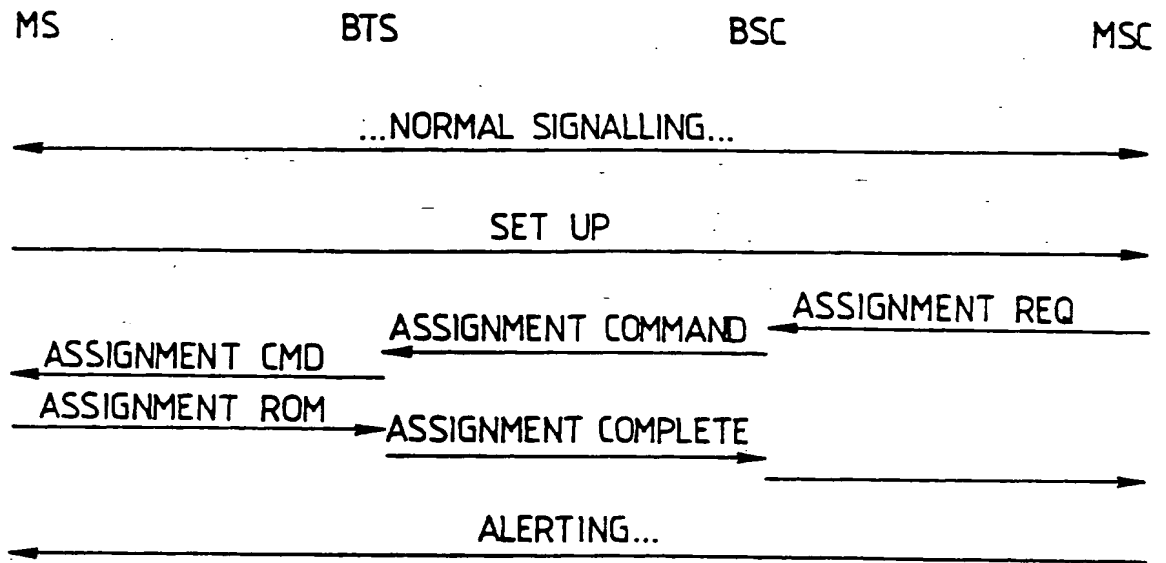 MS BTS BSC MSC
...NORMAL SIGNALLING...
SET UP
ASSIGNMENT REQ
ASSIGNMENT COMMAND
ASSIGNMENT CMD
ASSIGNMENT ROM
ASSIGNMENT COMPLETE
ALERTING...